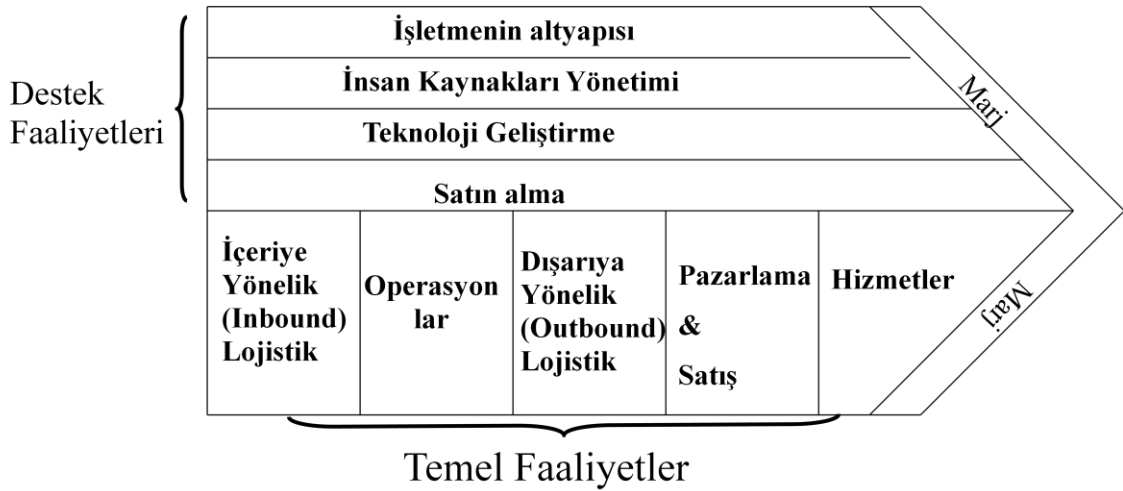 İşletmenin altyapısı
İnsan Kaynakları Yönetimi
Teknoloji Geliştirme
Satın alma
Destek
Faaliyetleri
Marj
Marj
İçeriye
Yönelik
(Inbound)
Lojistik
Operasyon
lar
Dışarıya
Yönelik
(Outbound)
Lojistik
Pazarlama
&
Satış
Hizmetler
Temel Faaliyetler